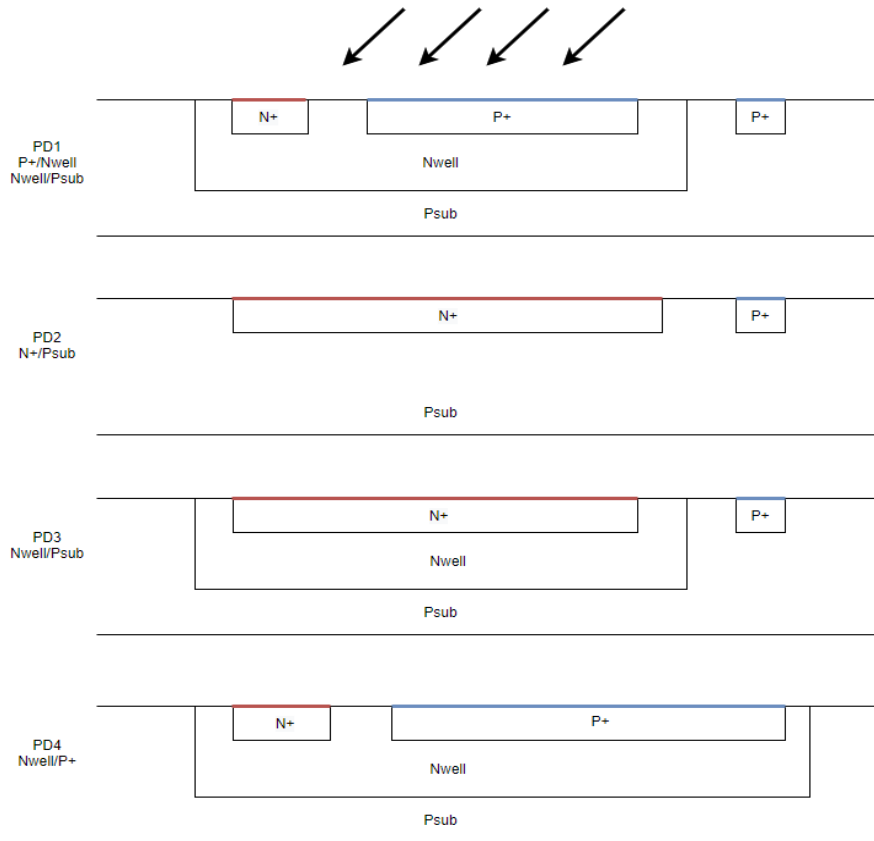 N+
P+
P+
PD1
P+/Nwell
Nwell/Psub
Nwell
Psub
N+
P+
PD2
N+/Psub
Psub
N+
P+
PD3
Nwell/Psub
Nwell
Psub
N+
P+
PD4
Nwell/P+
Nwell
Psub